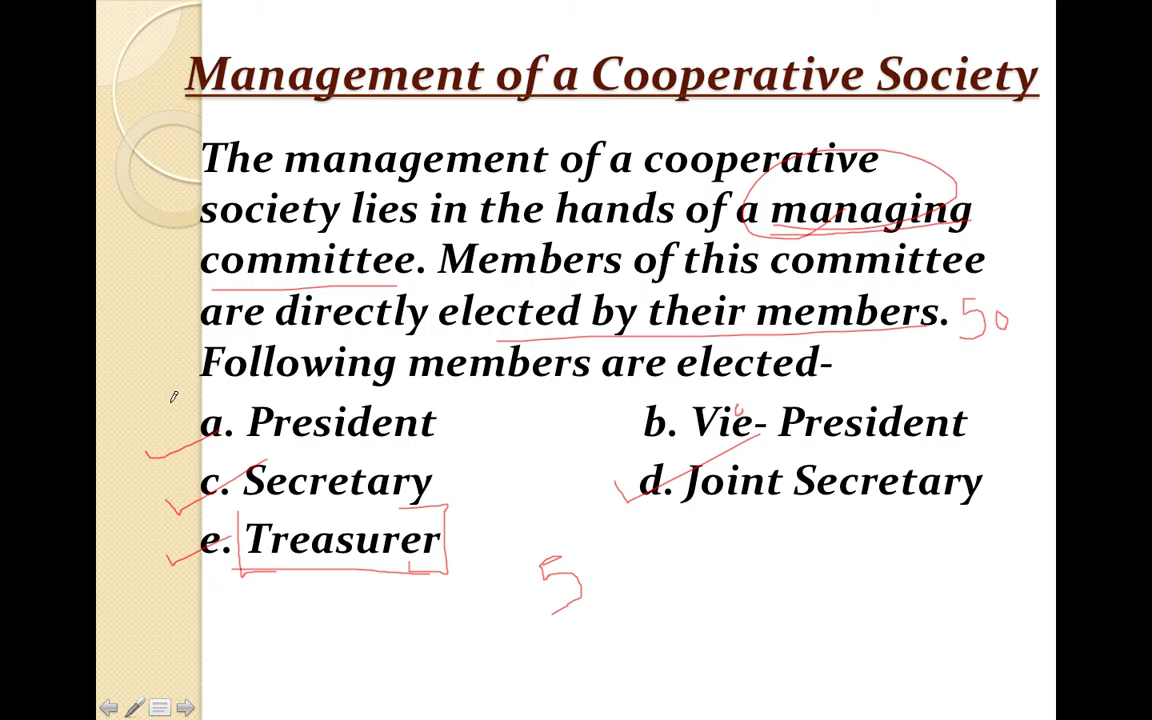 Management of a Cooperative Society
The management of a cooperative
society lies in the hands of a managing
committee. Members of this committee
are directly elected by their members. 50
Following members are elected-
a. President b. Vie- President
c. Secretary d. Joint Secretary
e. Treasurer
5